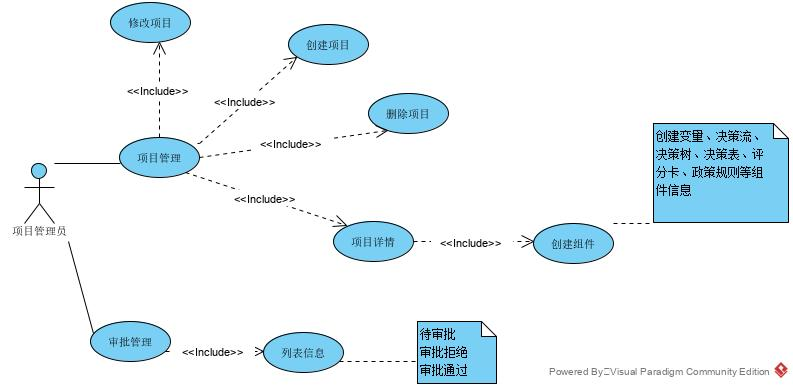 修改项目
创建项目
<<Include>>
<<Include>>
删除项目
<<Include>>
项目管理
创建变量、决策流、
决策树、决策表、评
分卡、政策规则等组
件信息
<<Include>>
项目管理员
项目详情
<<Include>>
创建组件
审批管理
<<Include>>
列表信息
待审批
审批拒绝
审批通过
Powered By Visual Paradigm Community Edition